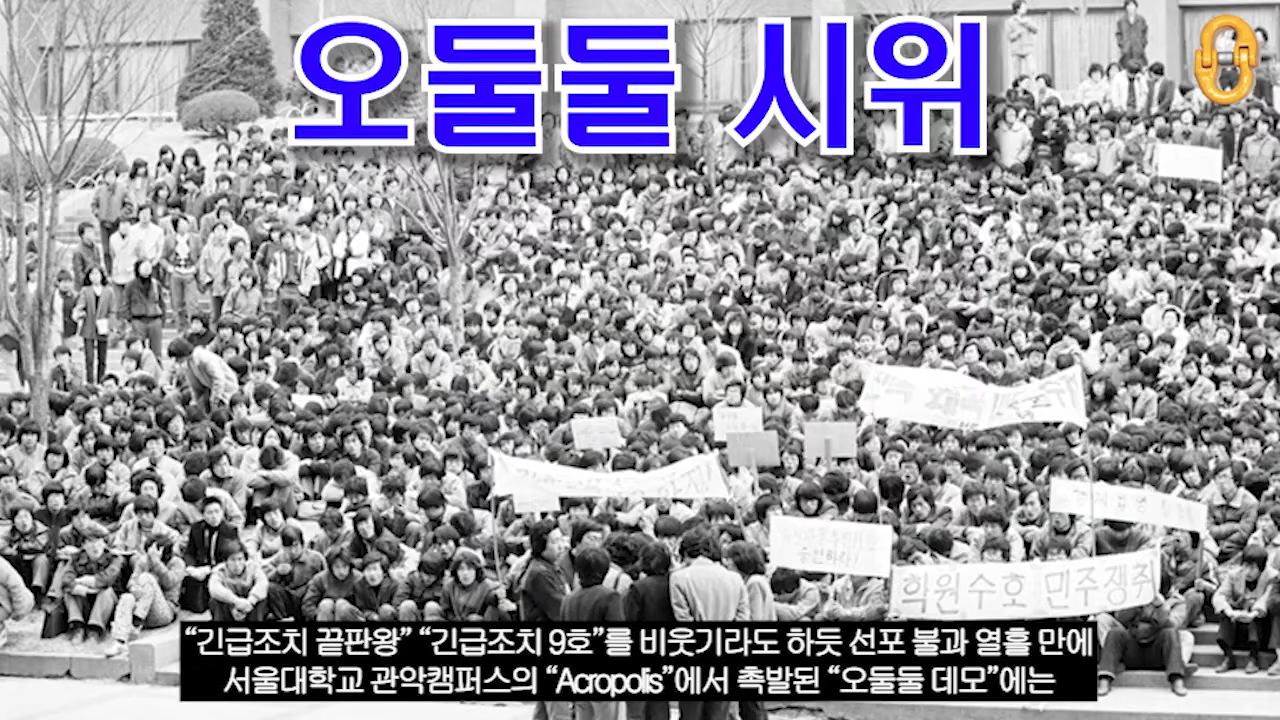 오둘둘 시위
학원수호 민주쟁취
“긴급조치 끝판왕” “긴급조치 9호”를 비웃기라도 하듯 선포 불과 열흘 만에
서울대학교 관악캠퍼스의 “Acropolis”에서 촉발된 “오둘둘 데모”에는